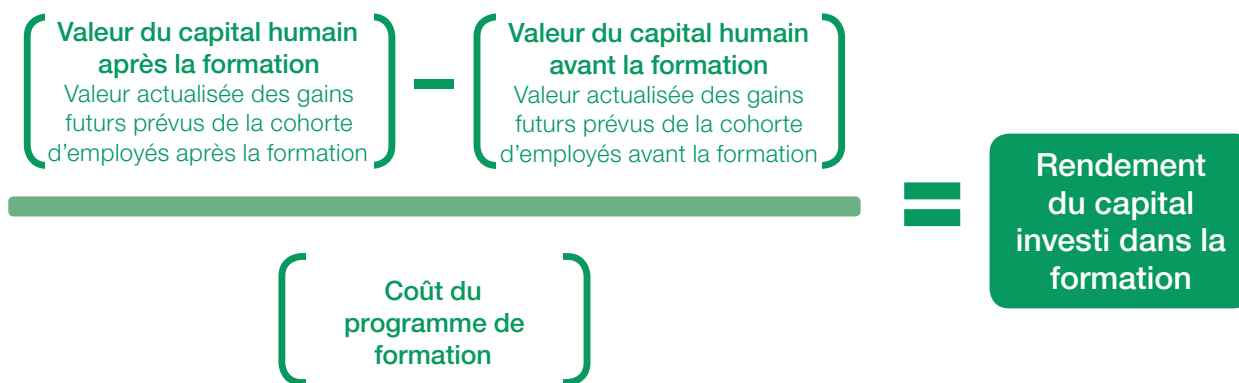 Valeur du capital humain
après la formation
Valeur actualisée des gains
futurs prévus de la cohorte
d’employés après la formation
Valeur du capital humain
avant la formation
Valeur actualisée des gains
futurs prévus de la cohorte
d’employés avant la formation
Coût du
programme de
formation
Rendement
du capital
investi dans la
formation